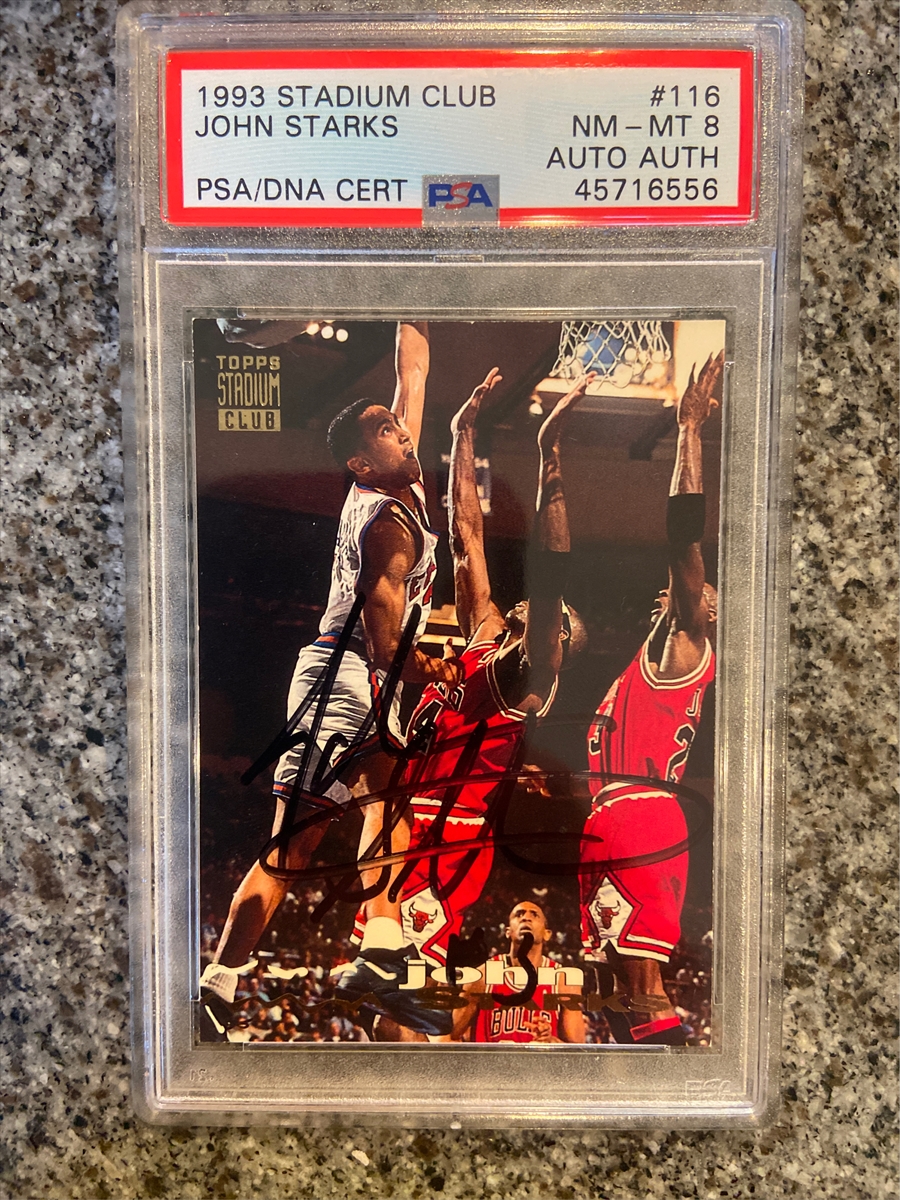 1993 STADIUM CLUB #116
JOHN STARKS NM - MT 8
AUTO AUTH
PSA/DNA CERT PSA 45716556
TOPPS
STADIUM
CLUB
john
STARKS
BULLS